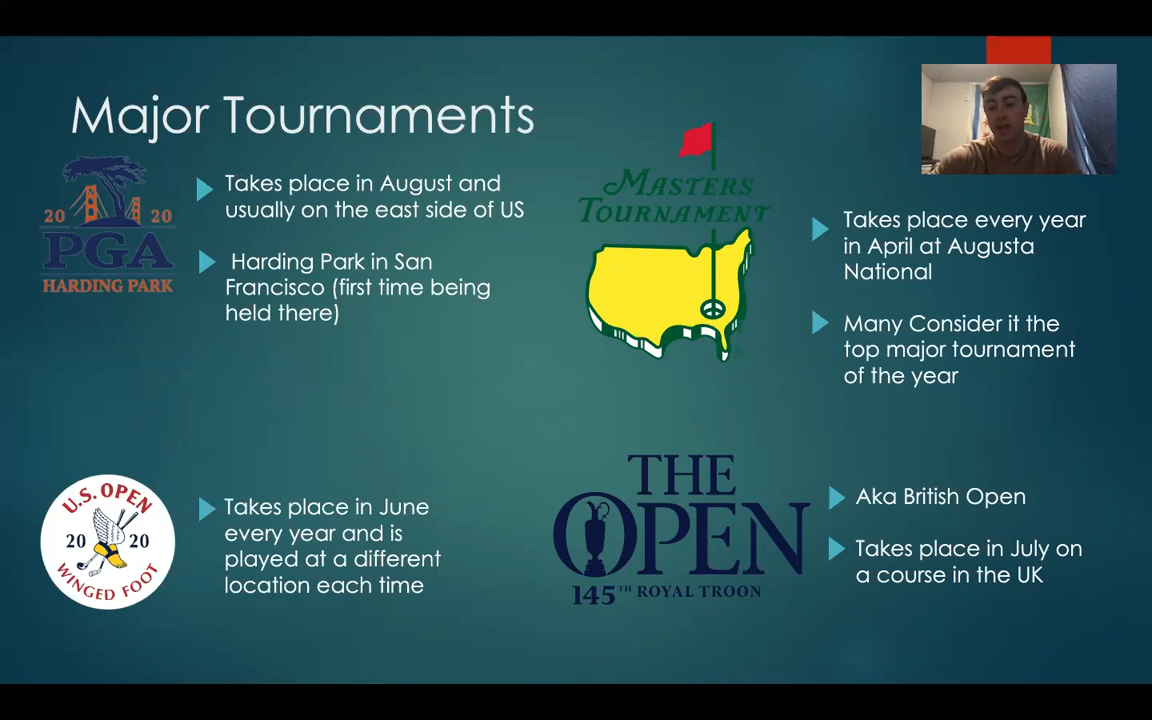 Major Tournaments
20 20
PGA
HARDING PARK
Takes place in August and
usually on the east side of US
Harding Park in San
Francisco (first time being
held there)
MASTERS
TOURNAMENT
Takes place every year
in April at Augusta
National
Many Consider it the
top major tournament
of the year
U.S. OPEN
20 20
WINGED FOOT
Takes place in June
every year and is
played at a different
location each time
THE
OPEN
145TH ROYAL TROON
Aka British Open
Takes place in July on
a course in the UK